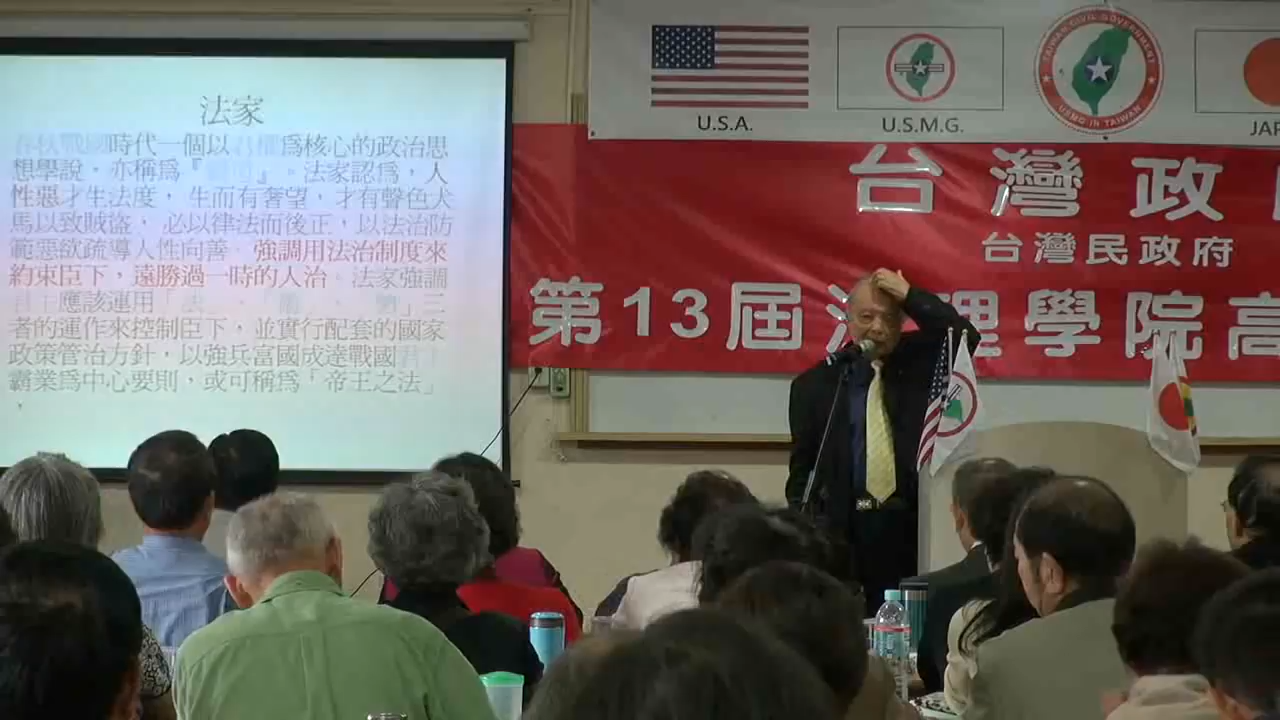 法家
時代一個以 為核心的政治思
想學說,亦稱為『 』。法家認為,人
性惡才生法度, 生而有奢望,才有聲色犬
馬以致賊盜, 必以律法而後正,以法治防
範惡欲疏導人性向善。強調用法治制度來
約束臣下,遠勝過一時的人治。法家強調
應該運用「 」、「 」、「 」三
者的運作來控制臣下,並實行配套的國家
政策管治方針,以強兵富國成達戰國
霸業為中心要則,或可稱為「帝王之法」
U.S.A.
U.S.M.G.
TAIWAN CIVIL GOVERNMENT
USMG IN TAIWAN
JAP
台灣政
台灣民政府
第13屆 理學院高